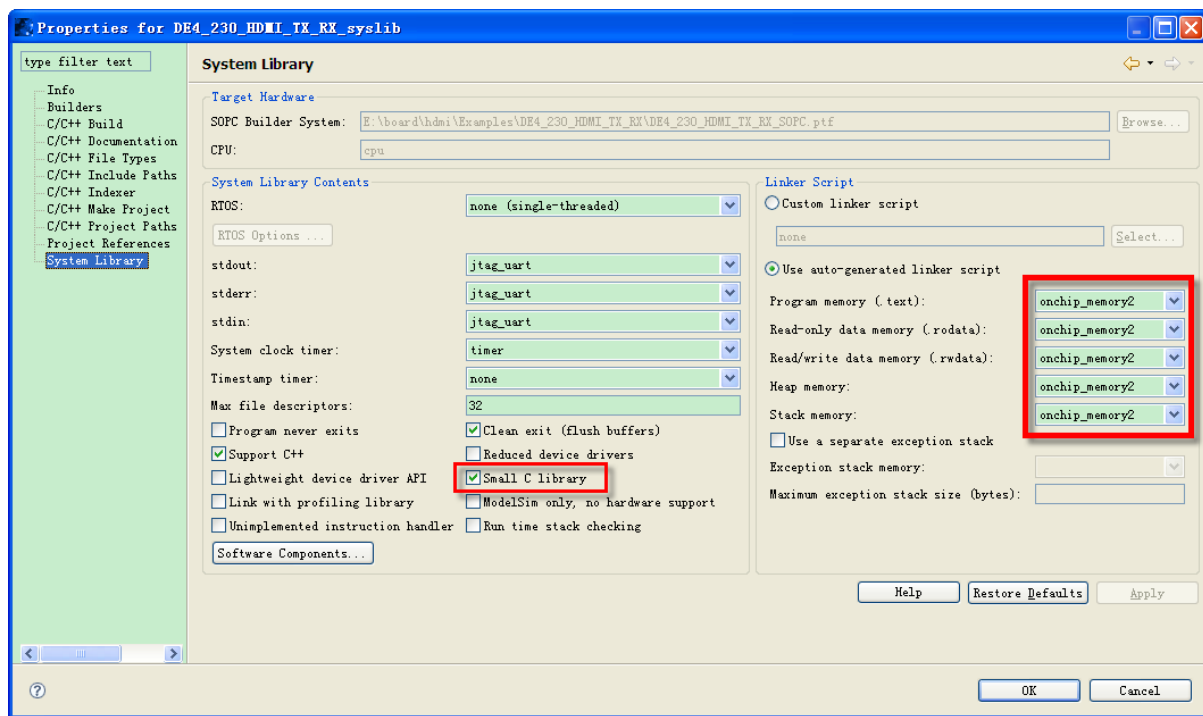 Properties for DE4_230_HDMI_TX_RX_syslib
type filter text
Info
Builders
C/C++ Build
C/C++ Documentation
C/C++ File Types
C/C++ Include Paths
C/C++ Indexer
C/C++ Make Project
C/C++ Project Paths
Project References
System Library
System Library
Target Hardware
SOPC Builder System: E:\board\hdmi\Examples\DE4_230_HDMI_TX_RX\DE4_230_HDMI_TX_RX_SOPC.ptf Browse...
CPU: cpu
System Library Contents
RTOS: none (single-threaded)
RTOS Options ...
stdout: jtag_uart
stderr: jtag_uart
stdin: jtag_uart
System clock timer: timer
Timestamp timer: none
Max file descriptors: 32
Program never exits Clean exit (flush buffers)
Support C++ Reduced device drivers
Lightweight device driver API Small C library
Link with profiling library ModelSim only, no hardware support
Unimplemented instruction handler Run time stack checking
Software Components...
Linker Script
Custom linker script
none Select...
Use auto-generated linker script
Program memory (.text): onchip_memory2
Read-only data memory (.rodata): onchip_memory2
Read/write data memory (.rwdata): onchip_memory2
Heap memory: onchip_memory2
Stack memory: onchip_memory2
Use a separate exception stack
Exception stack memory:
Maximum exception stack size (bytes):
Help Restore Defaults Apply
OK Cancel